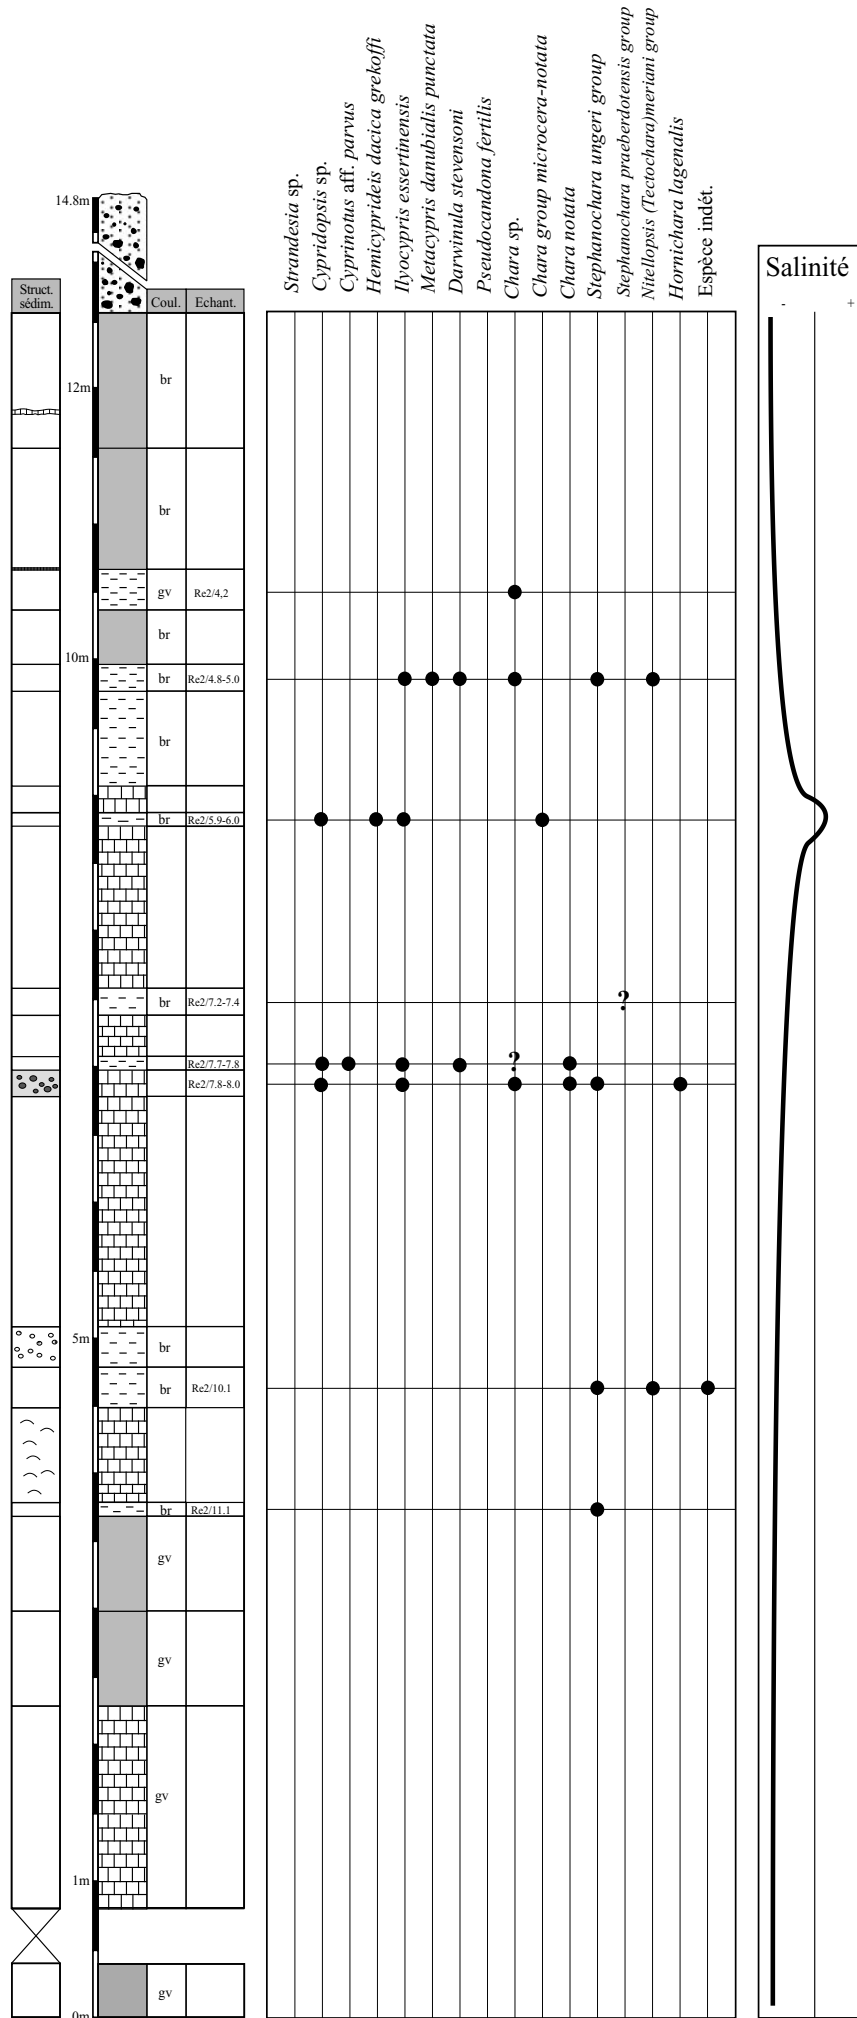 Strandesia sp.
Cypridopsis sp.
Cyprinotus aff. parvus
Hemicyprideis dacica grekoffi
Ilyocypris essertinensis
Metacypris danubialis punctata
Darwinula stevensoni
Pseudocandona fertilis
Chara sp.
Chara group microcera-notata
Chara notata
Stephanochara ungeri group
Stephanochara praeberdotensis group
Nitellopsis (Tectochara)meriani group
Hornichara lagenalis
Espèce indét.
14.8m
Salinité
- +
Struct.
sédim.
Coul. Echant.
12m
br
br
gv Re2/4,2
br
10m
br Re2/4.8-5.0
br
br Re2/5.9-6.0
br Re2/7.2-7.4
?
Re2/7.7-7.8
?
Re2/7.8-8.0
5m
br
br Re2/10.1
br Re2/11.1
gv
gv
gv
1m
gv
0m